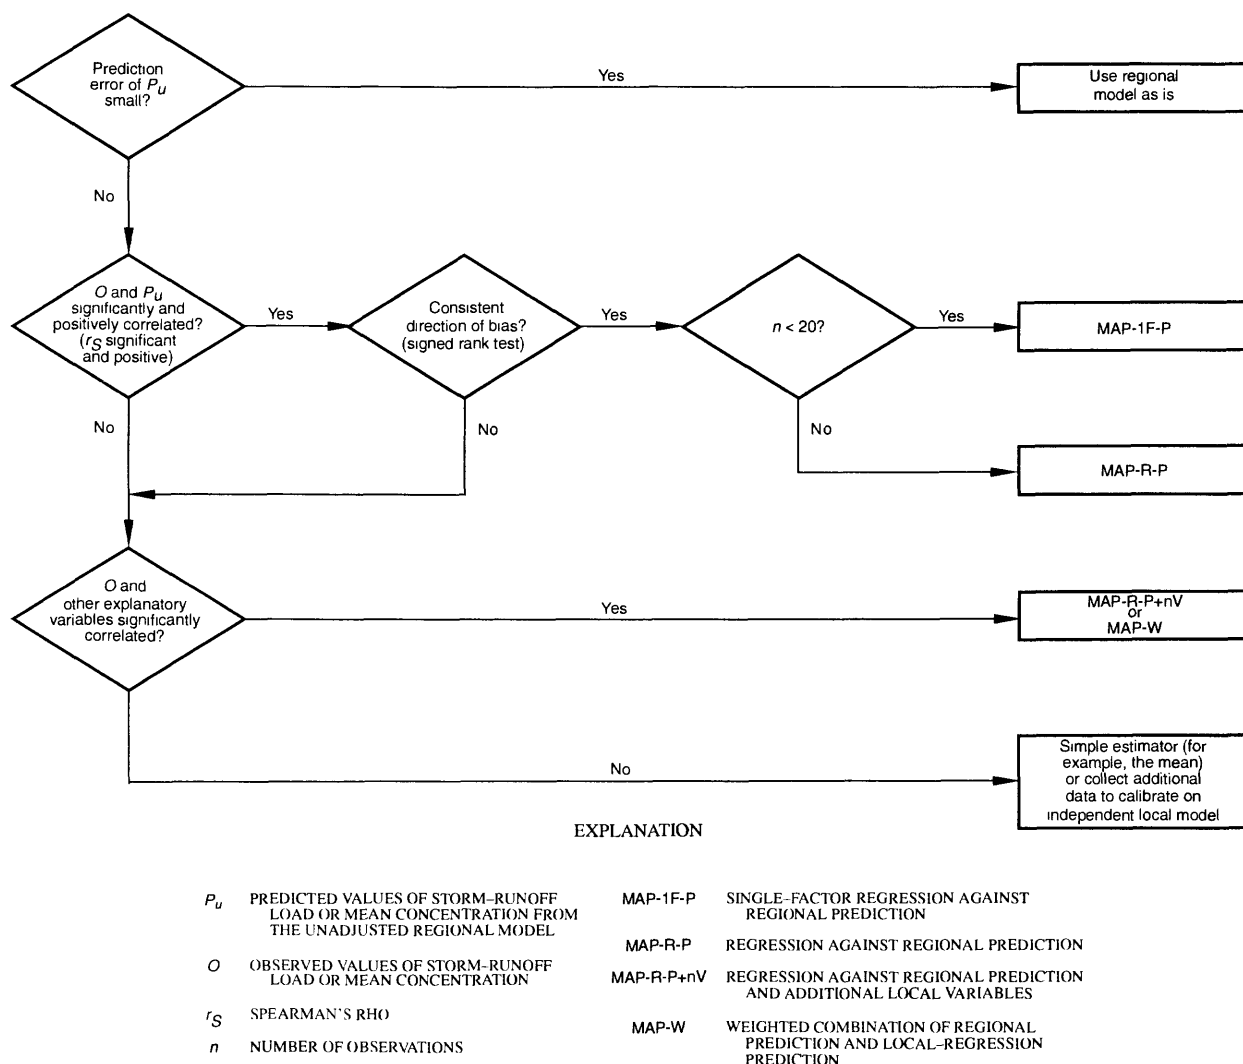 Prediction
error of Pu
small?
Yes
Use regional
model as is
No
O and Pu
significantly and
positively correlated?
(rS significant
and positive)
Yes
Consistent
direction of bias?
(signed rank test)
Yes
n < 20?
Yes
MAP-1F-P
No
No
No
MAP-R-P
O and
other explanatory
variables significantly
correlated?
Yes
MAP-R-P+nV
or
MAP-W
No
Simple estimator (for
example, the mean)
or collect additional
data to calibrate on
independent local model
EXPLANATION
Pu PREDICTED VALUES OF STORM–RUNOFF
LOAD OR MEAN CONCENTRATION FROM
THE UNADJUSTED REGIONAL MODEL
O OBSERVED VALUES OF STORM–RUNOFF
LOAD OR MEAN CONCENTRATION
rS SPEARMAN'S RHO
n NUMBER OF OBSERVATIONS
MAP-1F-P SINGLE–FACTOR REGRESSION AGAINST
REGIONAL PREDICTION
MAP-R-P REGRESSION AGAINST REGIONAL PREDICTION
MAP-R-P+nV REGRESSION AGAINST REGIONAL PREDICTION
AND ADDITIONAL LOCAL VARIABLES
MAP-W WEIGHTED COMBINATION OF REGIONAL
PREDICTION AND LOCAL–REGRESSION
PREDICTION